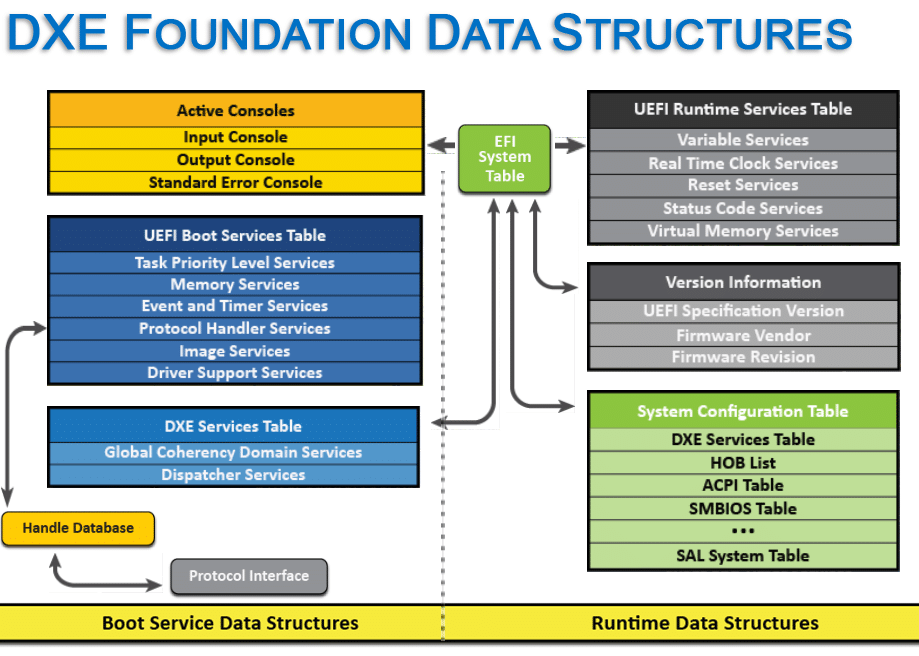 DXE FOUNDATION DATA STRUCTURES
Active Consoles
Input Console
Output Console
Standard Error Console
EFI
System
Table
UEFI Runtime Services Table
Variable Services
Real Time Clock Services
Reset Services
Status Code Services
Virtual Memory Services
UEFI Boot Services Table
Task Priority Level Services
Memory Services
Event and Timer Services
Protocol Handler Services
Image Services
Driver Support Services
Version Information
UEFI Specification Version
Firmware Vendor
Firmware Revision
DXE Services Table
Global Coherency Domain Services
Dispatcher Services
System Configuration Table
DXE Services Table
HOB List
ACPI Table
SMBIOS Table
•••
SAL System Table
Handle Database
Protocol Interface
Boot Service Data Structures
Runtime Data Structures